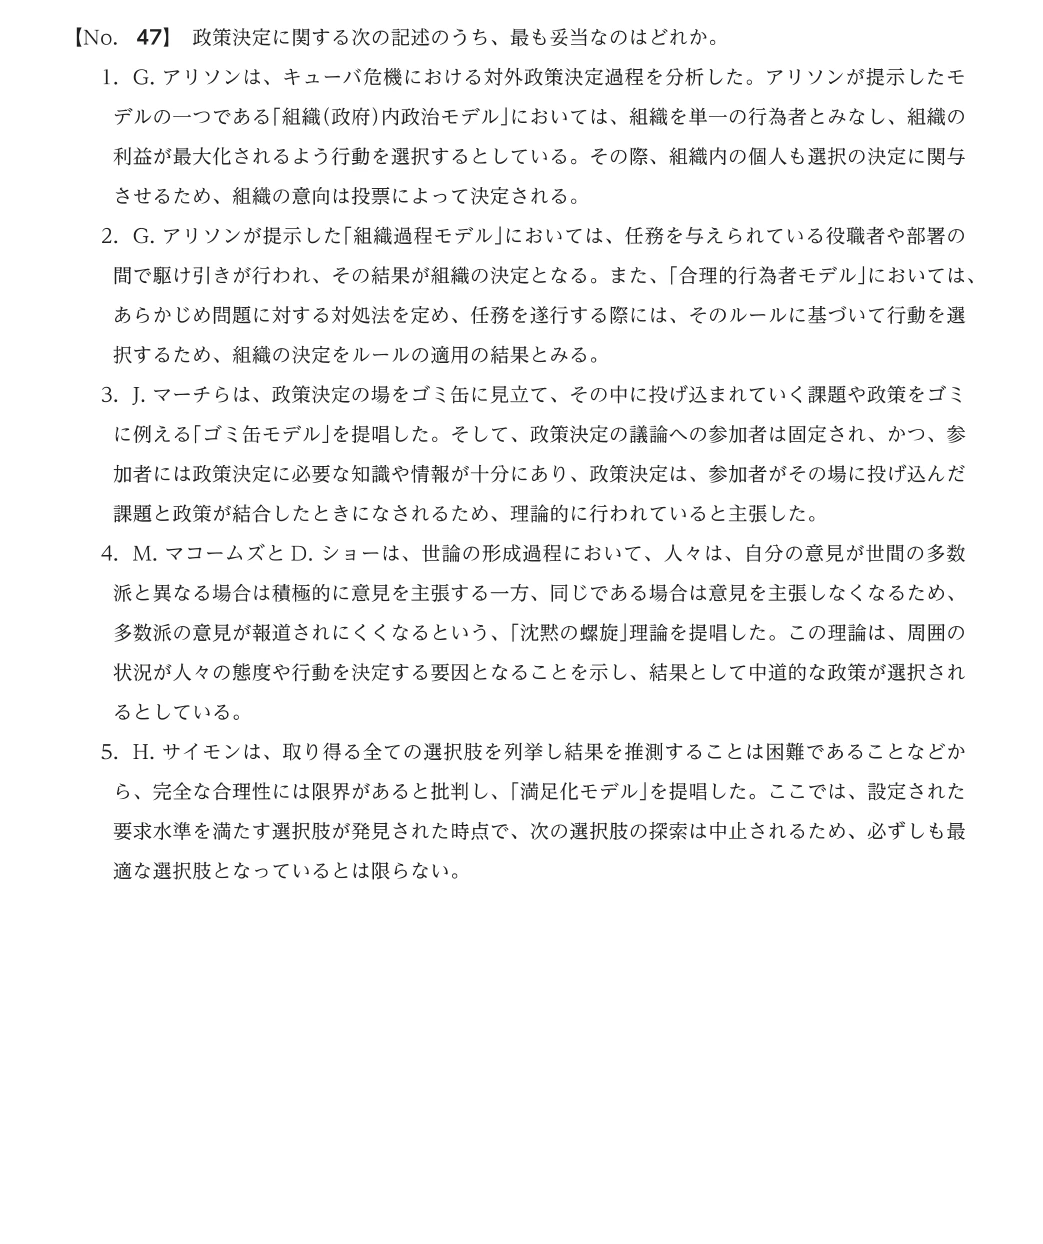 【No. 47】 政策決定に関する次の記述のうち、最も妥当なのはどれか。
1. G. アリソンは、キューバ危機における対外政策決定過程を分析した。アリソンが提示したモ
デルの一つである「組織(政府)内政治モデル」においては、組織を単一の行為者とみなし、組織の
利益が最大化されるよう行動を選択するとしている。その際、組織内の個人も選択の決定に関与
させるため、組織の意向は投票によって決定される。
2. G. アリソンが提示した「組織過程モデル」においては、任務を与えられている役職者や部署の
間で駆け引きが行われ、その結果が組織の決定となる。また、「合理的行為者モデル」においては、
あらかじめ問題に対する対処法を定め、任務を遂行する際には、そのルールに基づいて行動を選
択するため、組織の決定をルールの適用の結果とみる。
3. J. マーチらは、政策決定の場をゴミ缶に見立て、その中に投げ込まれていく課題や政策をゴミ
に例える「ゴミ缶モデル」を提唱した。そして、政策決定の議論への参加者は固定され、かつ、参
加者には政策決定に必要な知識や情報が十分にあり、政策決定は、参加者がその場に投げ込んだ
課題と政策が結合したときになされるため、理論的に行われていると主張した。
4. M. マコームズと D. ショーは、世論の形成過程において、人々は、自分の意見が世間の多数
派と異なる場合は積極的に意見を主張する一方、同じである場合は意見を主張しなくなるため、
多数派の意見が報道されにくくなるという、「沈黙の螺旋」理論を提唱した。この理論は、周囲の
状況が人々の態度や行動を決定する要因となることを示し、結果として中道的な政策が選択され
るとしている。
5. H. サイモンは、取り得る全ての選択肢を列挙し結果を推測することは困難であることなどか
ら、完全な合理性には限界があると批判し、「満足化モデル」を提唱した。ここでは、設定された
要求水準を満たす選択肢が発見された時点で、次の選択肢の探索は中止されるため、必ずしも最
適な選択肢となっているとは限らない。